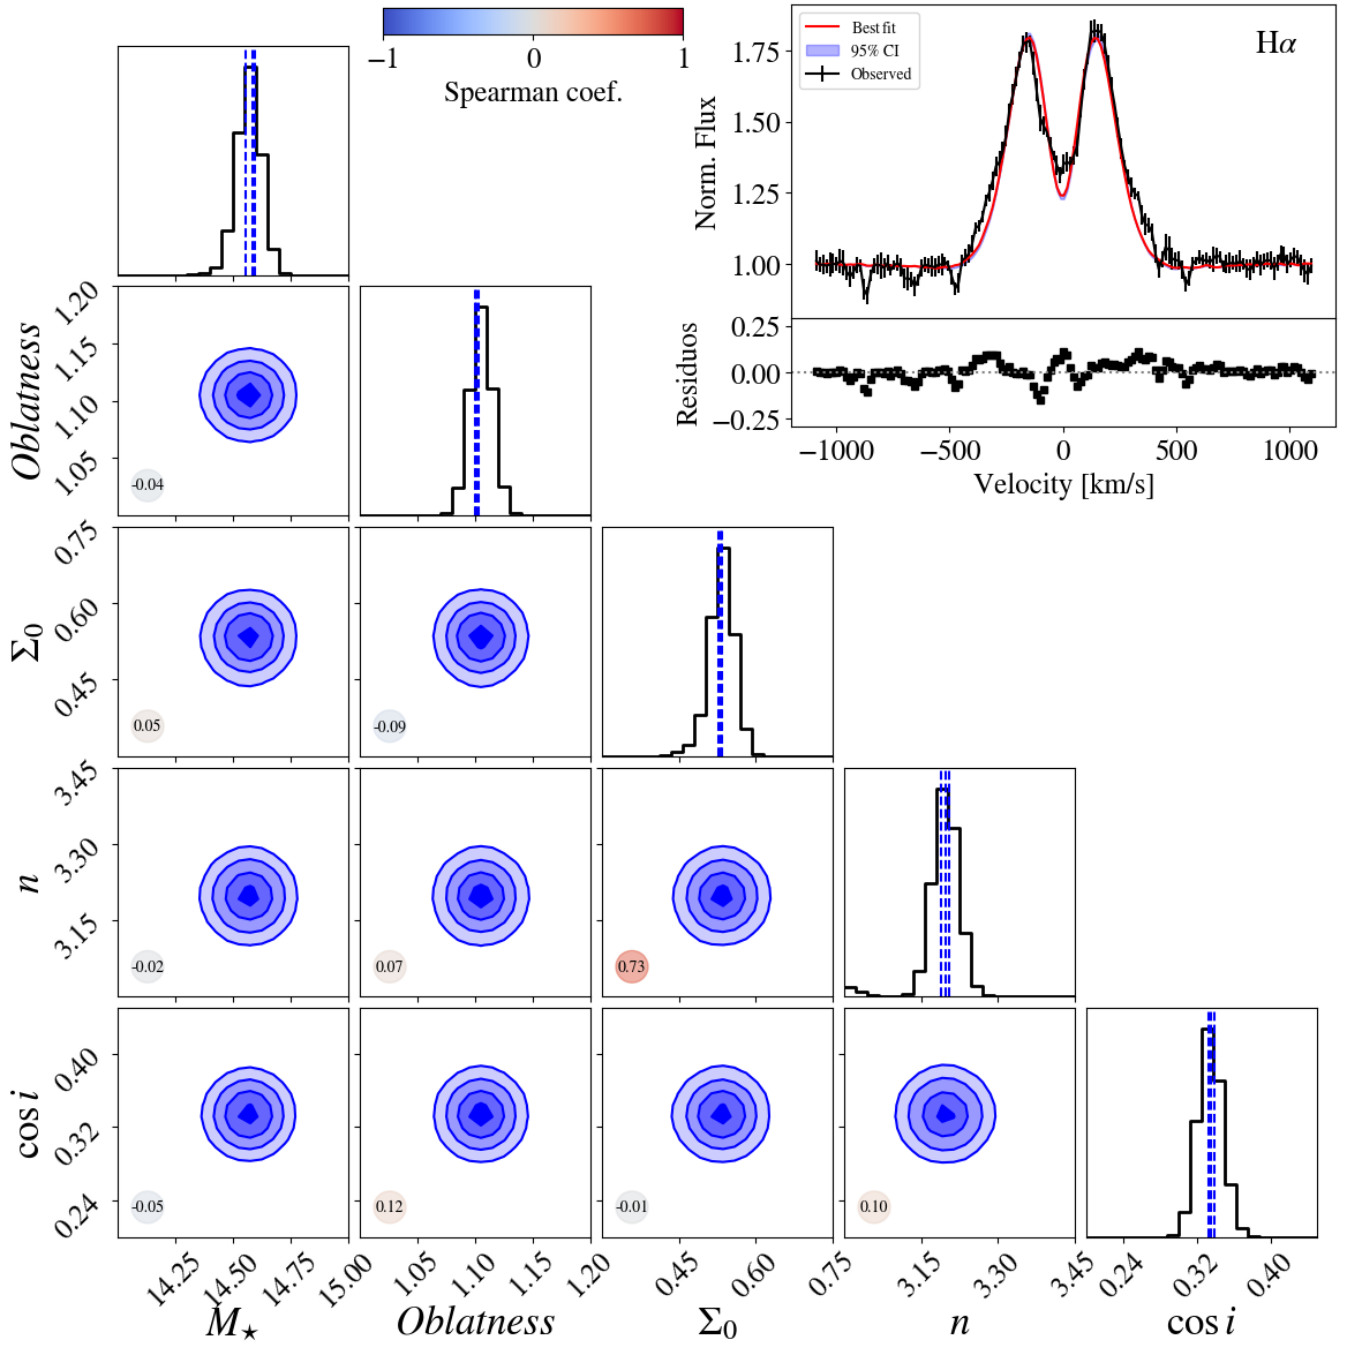 −1 0 1
Spearman coef.
Best fit
95% CI
Observed
Hα
1.75
1.50
1.25
1.00
Norm. Flux
0.25
0.00
−0.25
Residuos
−1000 −500 0 500 1000
Velocity [km/s]
1.20
1.15
1.10
1.05
Oblatness
-0.04
0.75
0.60
0.45
Σ0
0.05 -0.09
3.45
3.30
3.15
n
-0.02 0.07 0.73
0.40
0.32
0.24
cos i
-0.05 0.12 -0.01 0.10
14.25 14.50 14.75 15.00 1.05 1.10 1.15 1.20 0.45 0.60 0.75 3.15 3.30 3.45 0.24 0.32 0.40
M⋆ Oblatness Σ0 n cos i